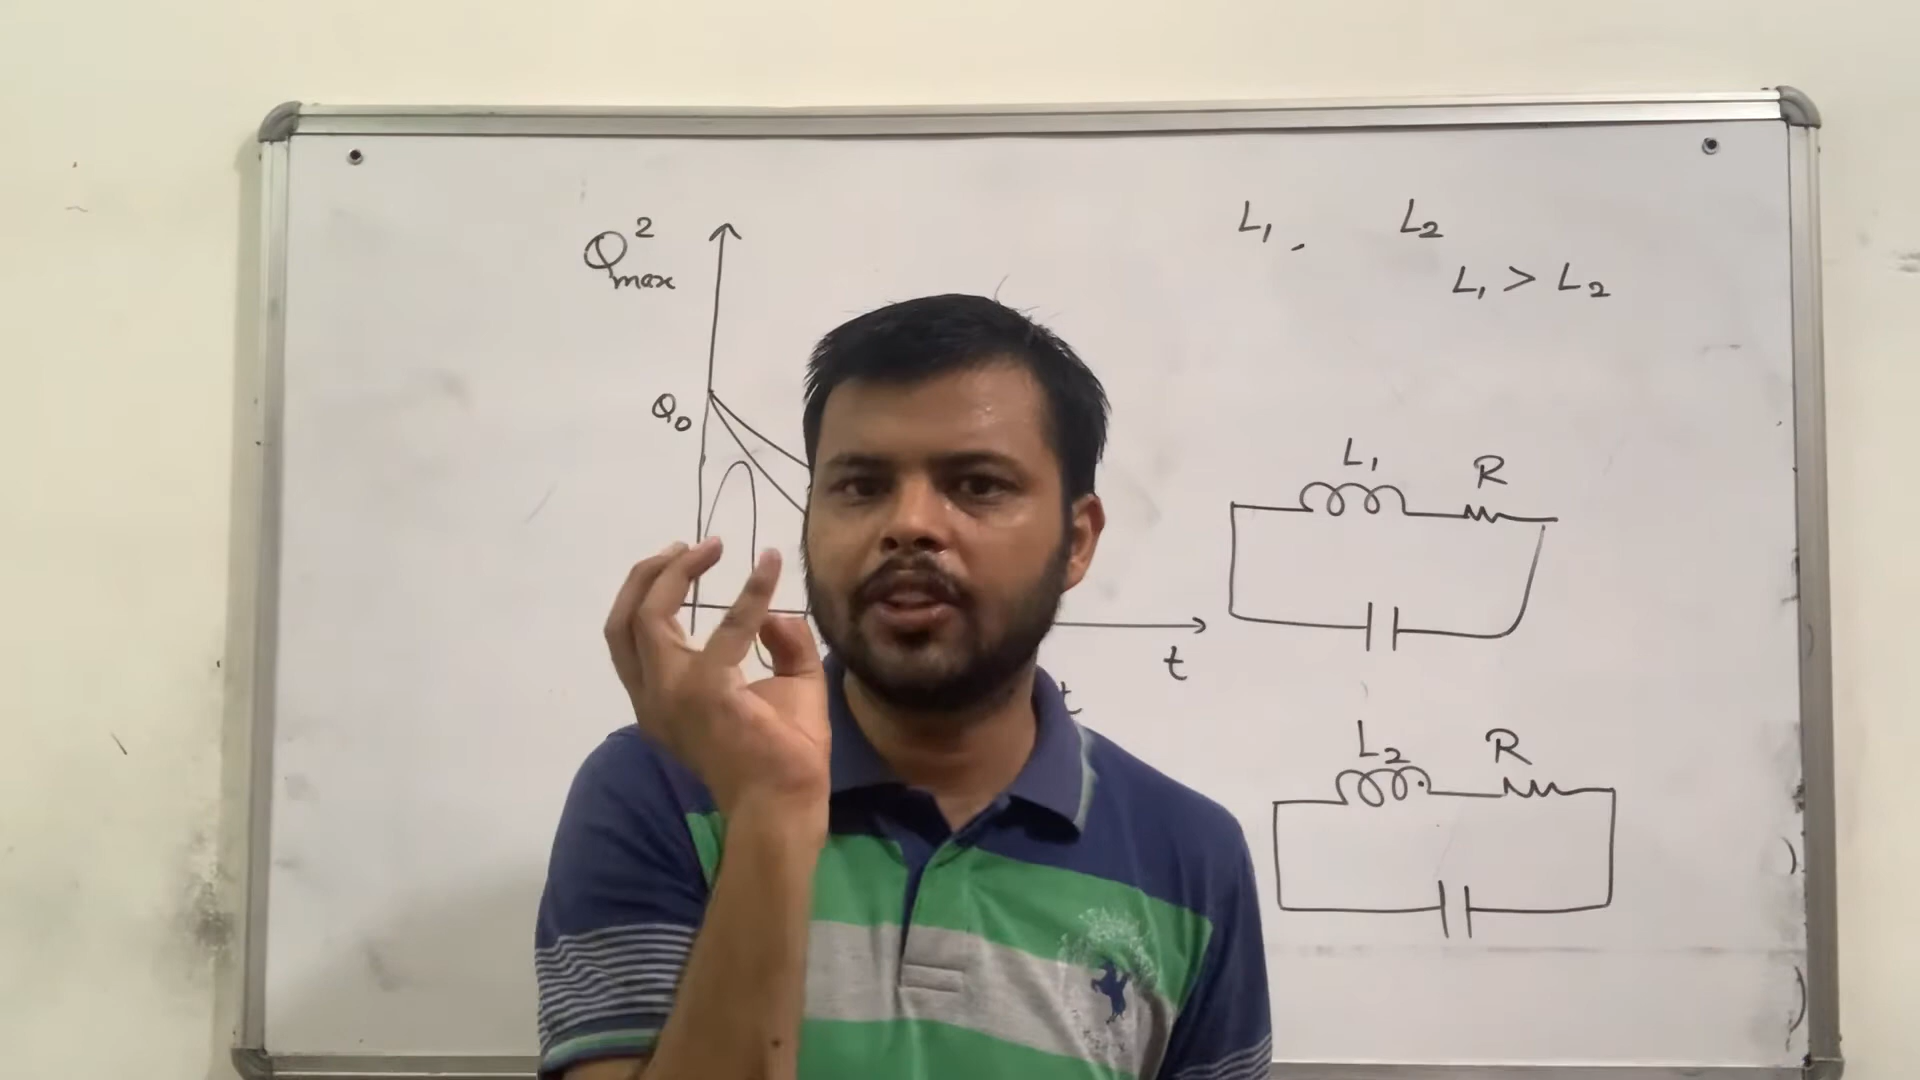 Q²max
Q₀
t
t
L₁, L₂
L₁ > L₂
L₁ R
L₂ R